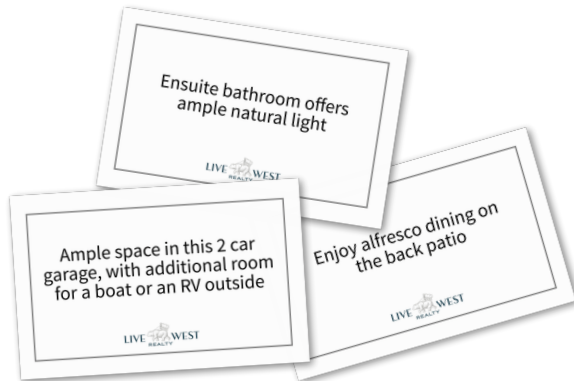 Ensuite bathroom offers
ample natural light
LIVE WEST
REALTY
Ample space in this 2 car
garage, with additional room
for a boat or an RV outside
LIVE WEST
REALTY
Enjoy alfresco dining on
the back patio
LIVE WEST
REALTY